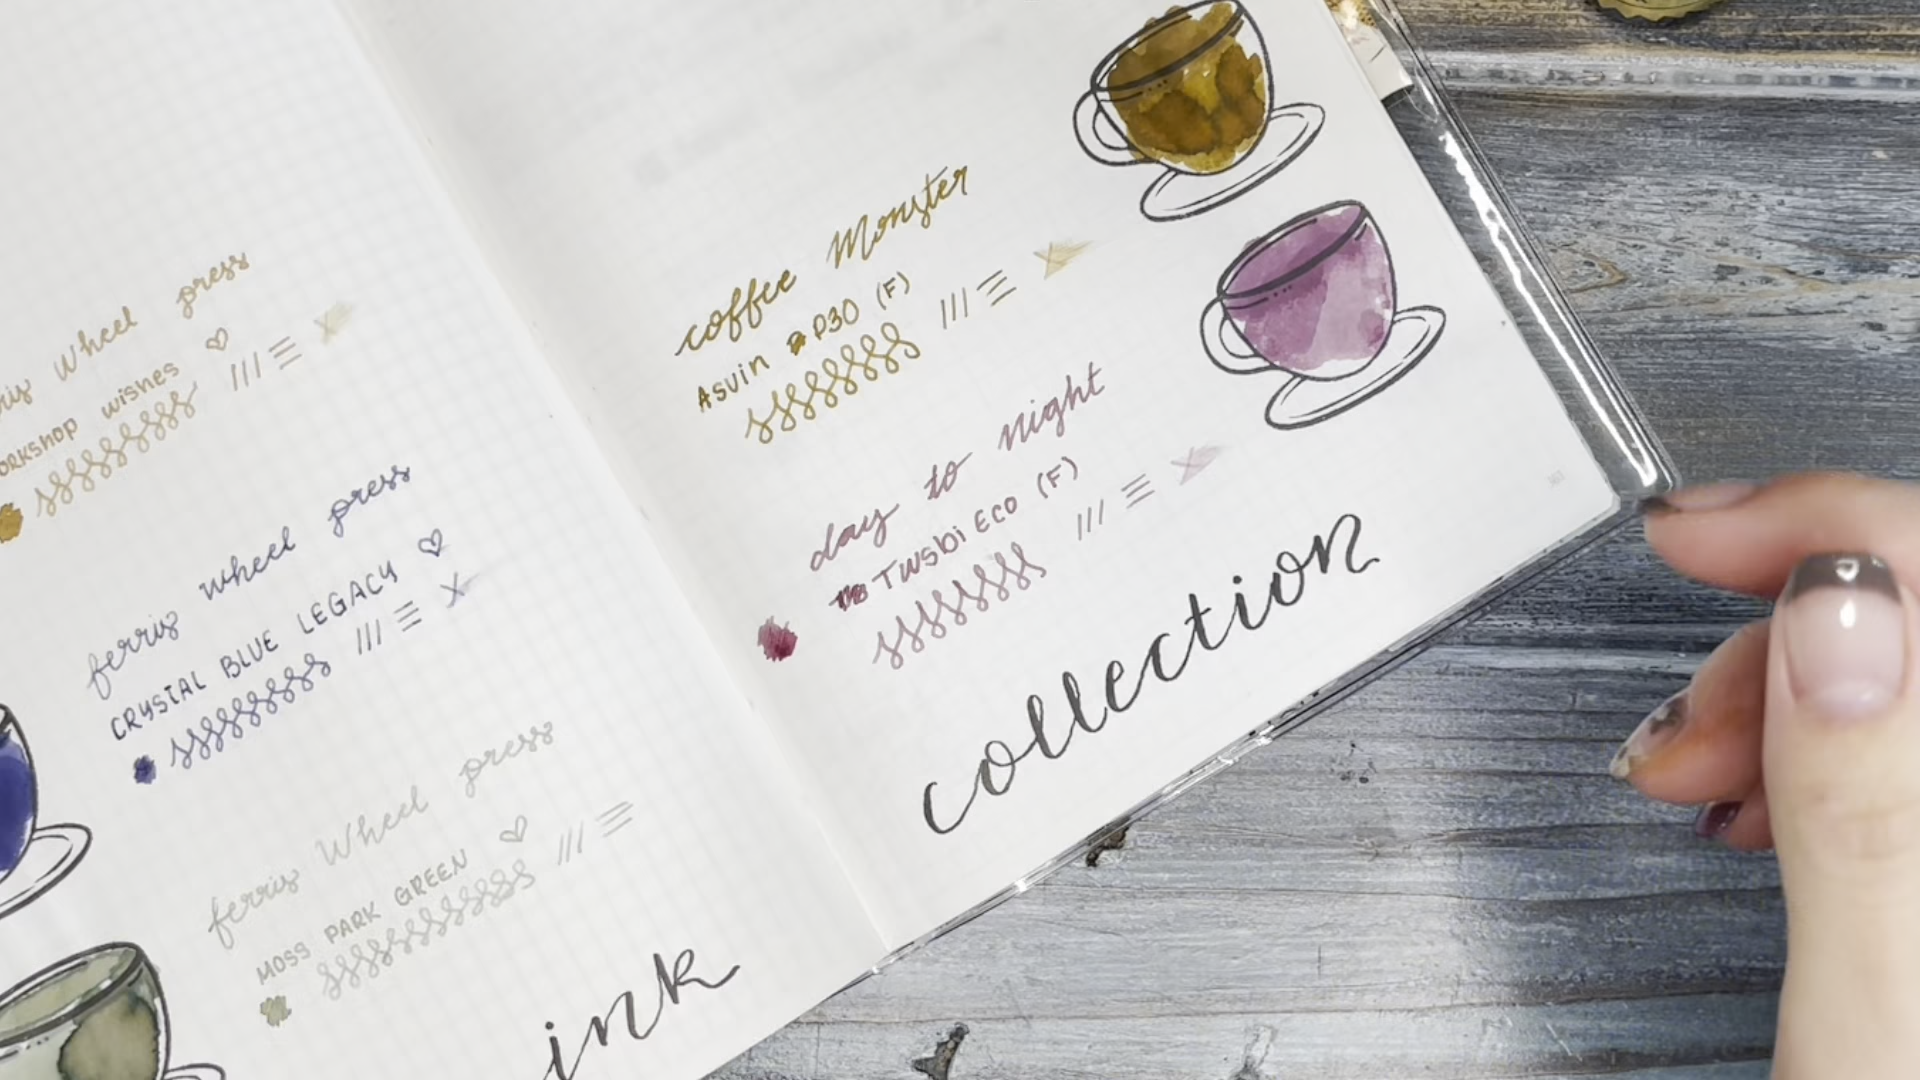 Wheel press
wishes
ferris wheel press
CRYSTAL BLUE LEGACY
ferris Wheel press
MOSS PARK GREEN
ink
coffee Monster
Asvin P30 (F)
day to night
TWSbi Eco (F)
collection